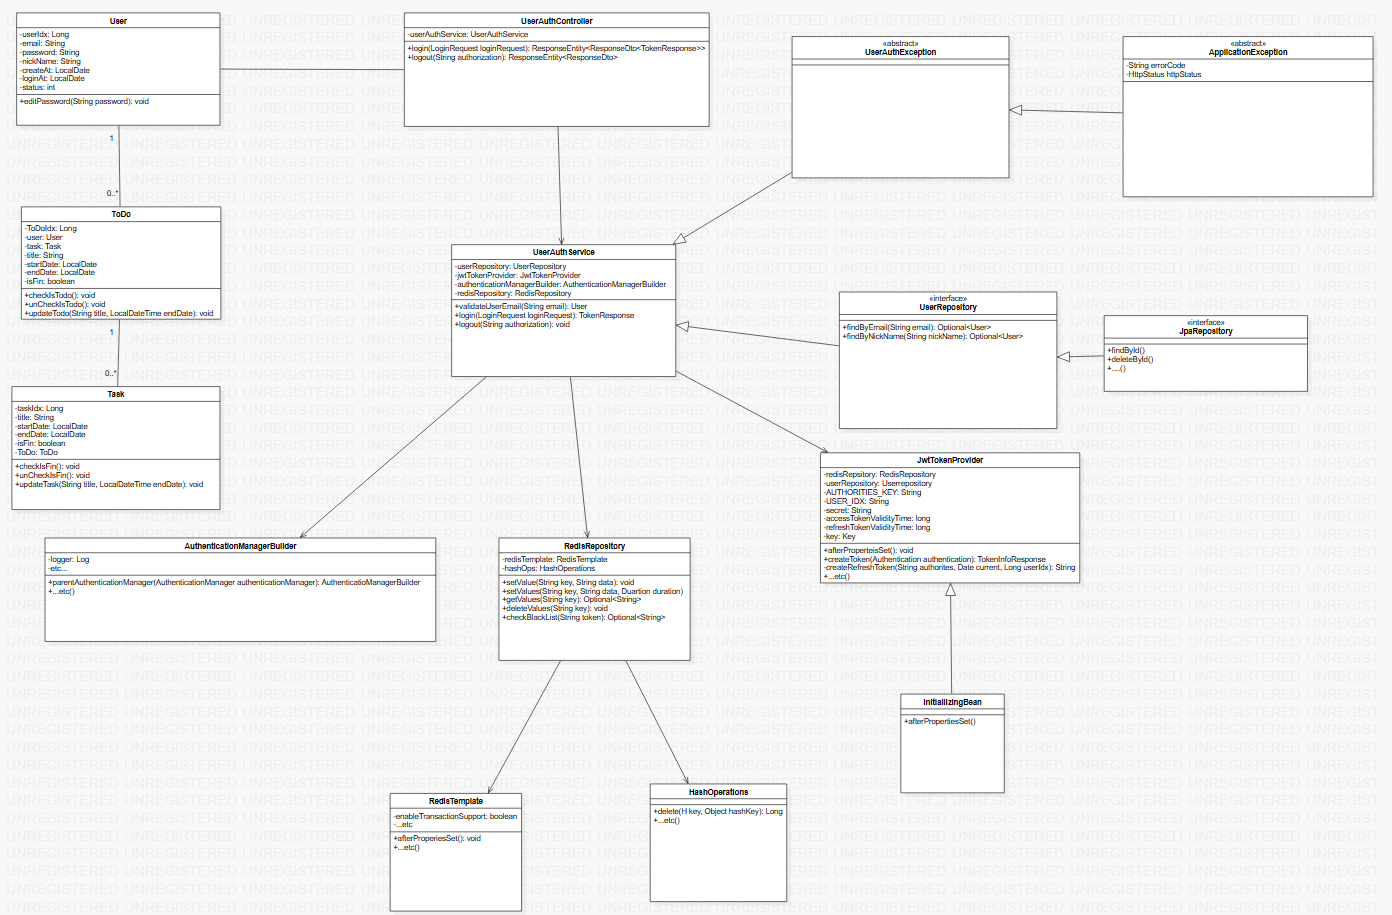 User
-userIdx: Long
-email: String
-password: String
-nickName: String
-createAt: LocalDate
-loginAt: LocalDate
-status: int
+editPassword(String password): void
1
0..*
ToDo
-ToDoIdx: Long
-user: User
-task: Task
-title: String
-startDate: LocalDate
-endDate: LocalDate
-isFin: boolean
+checkIsTodo(): void
+unCheckIsTodo(): void
+updateTodo(String title, LocalDateTime endDate): void
1
0..*
Task
-taskIdx: Long
-title: String
-startDate: LocalDate
-endDate: LocalDate
-isFin: boolean
-ToDo: ToDo
+checkIsFin(): void
+unCheckIsFin(): void
+updateTask(String title, LocalDateTime endDate): void
UserAuthController
-userAuthService: UserAuthService
+login(LoginRequest loginRequest): ResponseEntity<ResponseDto<TokenResponse>>
+logout(String authorization): ResponseEntity<ResponseDto>
«abstract»
UserAuthException
«abstract»
ApplicationException
-String errorCode
-HttpStatus httpStatus
UserAuthService
-userRepository: UserRepository
-jwtTokenProvider: JwtTokenProvider
-authenticationManagerBuilder: AuthenticationManagerBuilder
-redisRepository: RedisRepository
+validateUserEmail(String email): User
+login(LoginRequest loginRequest): TokenResponse
+logout(String authorization): void
«interface»
UserRepository
+findByEmail(String email): Optional<User>
+findByNickName(String nickName): Optional<User>
«interface»
JpaRepository
+findById()
+deleteById()
+....()
JwtTokenProvider
-redisRepsitory: RedisRepository
-userRepository: Userrepository
-AUTHORITIES_KEY: String
-USER_IDX: String
-secret: String
-accessTokenValidityTime: long
-refreshTokenValidityTime: long
-key: Key
+afterProperteisSet(): void
+createToken(Authentication authentication): TokenInfoResponse
-createRefreshToken(String authorites, Date current, Long userIdx): String
+...etc()
AuthenticationManagerBuilder
-logger: Log
-etc...
+parentAuthenticationManager(AuthenticationManager authenticationManager): AuthenticatioManagerBuilder
+...etc()
RedisRepository
-redisTemplate: RedisTemplate
-hashOps: HashOperations
+setValue(String key, String data): void
+setValues(String key, String data, Duartion duration)
+getValues(String key): Optional<String>
+deleteValues(String key): void
+checkBlackList(String token): Optional<String>
InitiallizingBean
+afterPropertiesSet()
RedisTemplate
-enableTransactionSupport: boolean
-...etc
+afterProperiesSet(): void
+...etc()
HashOperations
+delete(H key, Object hashKey): Long
+...etc()